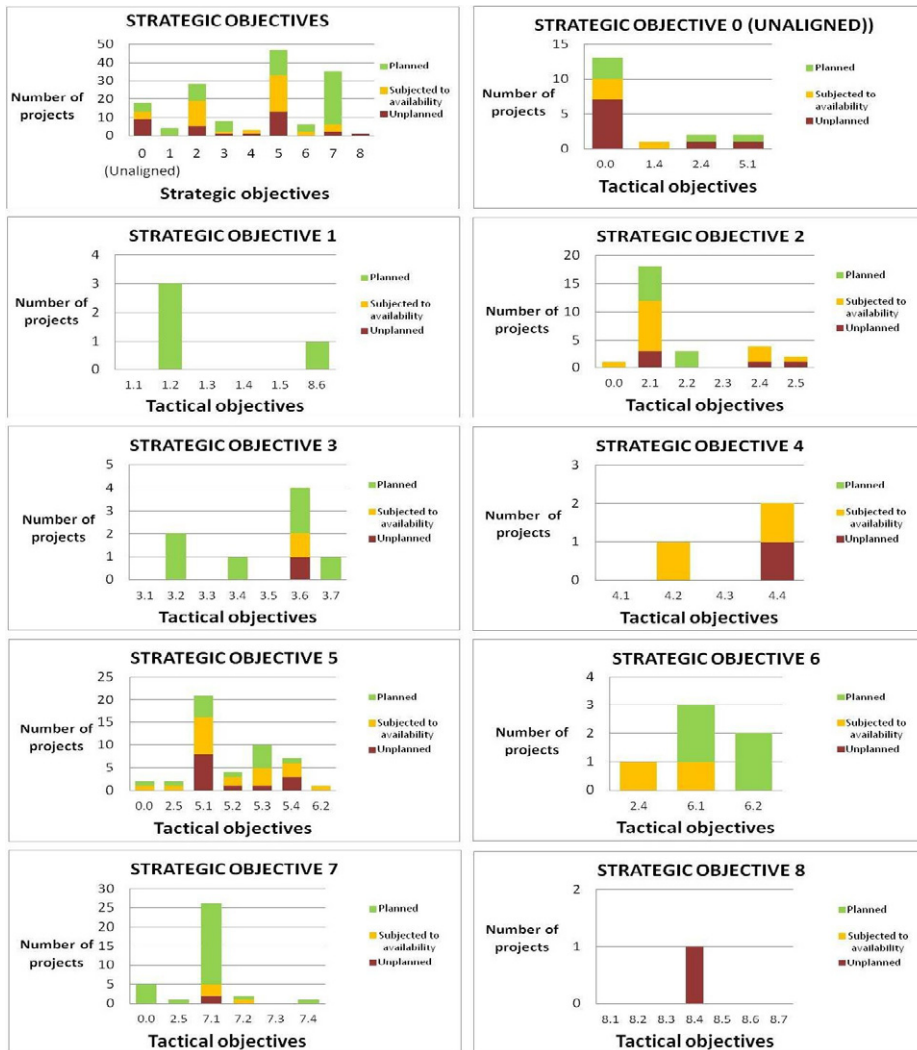 STRATEGIC OBJECTIVES
50
40
30
20
10
0
Number of
projects
0 1 2 3 4 5 6 7 8
(Unaligned)
Strategic objectives
Planned
Subjected to
availability
Unplanned
STRATEGIC OBJECTIVE 0 (UNALIGNED))
15
10
5
0
Number of
projects
0.0 1.4 2.4 5.1
Tactical objectives
Planned
Subjected to
availability
Unplanned
STRATEGIC OBJECTIVE 1
4
3
2
1
0
Number of
projects
1.1 1.2 1.3 1.4 1.5 8.6
Tactical objectives
Planned
Subjected to
availability
Unplanned
STRATEGIC OBJECTIVE 2
20
15
10
5
0
Number of
projects
0.0 2.1 2.2 2.3 2.4 2.5
Tactical objectives
Planned
Subjected to
availability
Unplanned
STRATEGIC OBJECTIVE 3
5
4
3
2
1
0
Number of
projects
3.1 3.2 3.3 3.4 3.5 3.6 3.7
Tactical objectives
Planned
Subjected to
availability
Unplanned
STRATEGIC OBJECTIVE 4
3
2
1
0
Number of
projects
4.1 4.2 4.3 4.4
Tactical objectives
Planned
Subjected to
availability
Unplanned
STRATEGIC OBJECTIVE 5
25
20
15
10
5
0
Number of
projects
0.0 2.5 5.1 5.2 5.3 5.4 6.2
Tactical objectives
Planned
Subjected to
availability
Unplanned
STRATEGIC OBJECTIVE 6
4
3
2
1
0
Number of
projects
2.4 6.1 6.2
Tactical objectives
Planned
Subjected to
availability
Unplanned
STRATEGIC OBJECTIVE 7
30
25
20
15
10
5
0
Number of
projects
0.0 2.5 7.1 7.2 7.3 7.4
Tactical objectives
Planned
Subjected to
availability
Unplanned
STRATEGIC OBJECTIVE 8
2
1
0
Number of
projects
8.1 8.2 8.3 8.4 8.5 8.6 8.7
Tactical objectives
Planned
Subjected to
availability
Unplanned